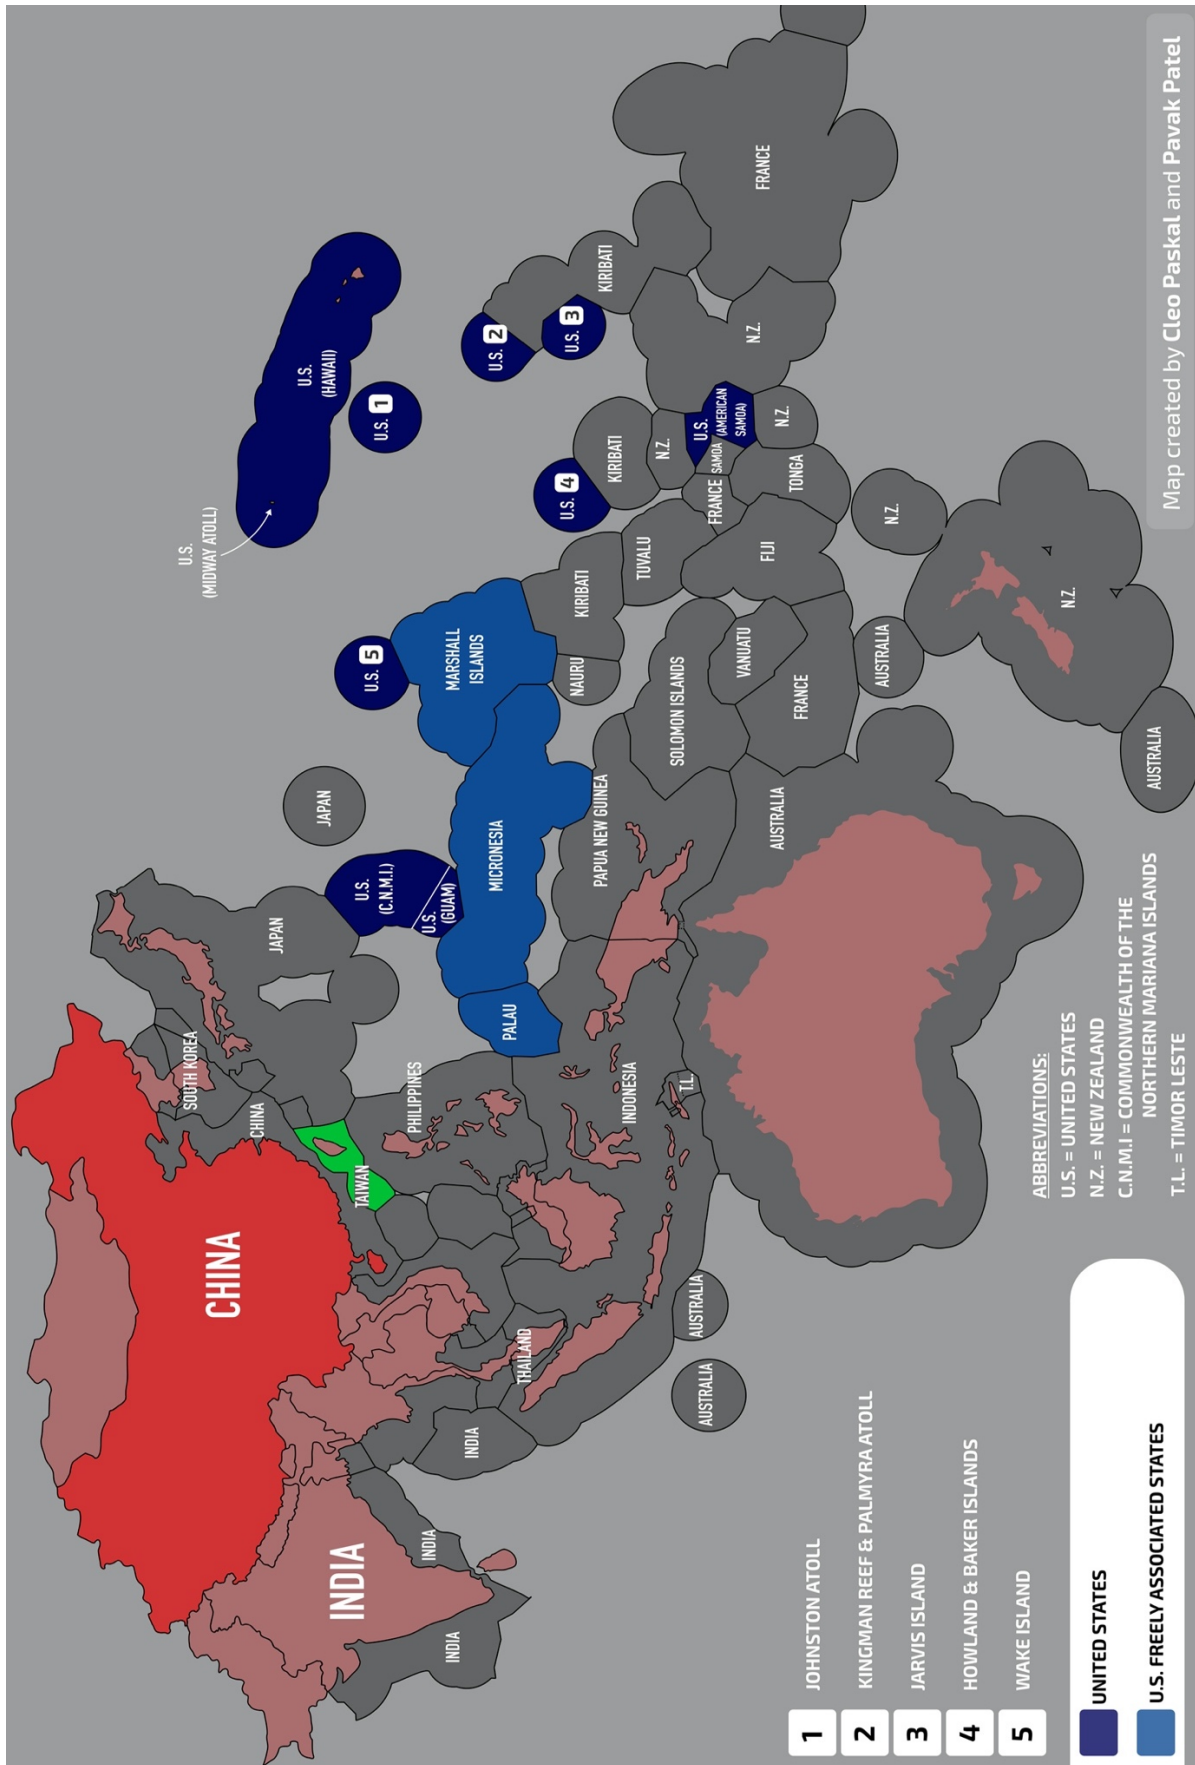 U.S.
(MIDWAY ATOLL)
U.S.
(HAWAII)
U.S. 1
U.S. 2
U.S. 3
U.S. 4
U.S. 5
KIRIBATI
FRANCE
N.Z.
KIRIBATI
N.Z.
U.S.
(AMERICAN
SAMOA)
SAMOA
N.Z.
FRANCE
TONGA
TUVALU
FIJI
N.Z.
KIRIBATI
NAURU
MARSHALL
ISLANDS
SOLOMON ISLANDS
VANUATU
FRANCE
AUSTRALIA
N.Z.
AUSTRALIA
JAPAN
U.S.
(C.N.M.I.)
U.S.
(GUAM)
MICRONESIA
PAPUA NEW GUINEA
AUSTRALIA
JAPAN
PALAU
SOUTH KOREA
CHINA
PHILIPPINES
INDONESIA
T.L.
TAIWAN
CHINA
THAILAND
AUSTRALIA
AUSTRALIA
INDIA
INDIA
INDIA
INDIA
1 JOHNSTON ATOLL
2 KINGMAN REEF & PALMYRA ATOLL
3 JARVIS ISLAND
4 HOWLAND & BAKER ISLANDS
5 WAKE ISLAND
UNITED STATES
U.S. FREELY ASSOCIATED STATES
ABBREVIATIONS:
U.S. = UNITED STATES
N.Z. = NEW ZEALAND
C.N.M.I = COMMONWEALTH OF THE
NORTHERN MARIANA ISLANDS
T.L. = TIMOR LESTE
Map created by Cleo Paskal and Pavak Patel